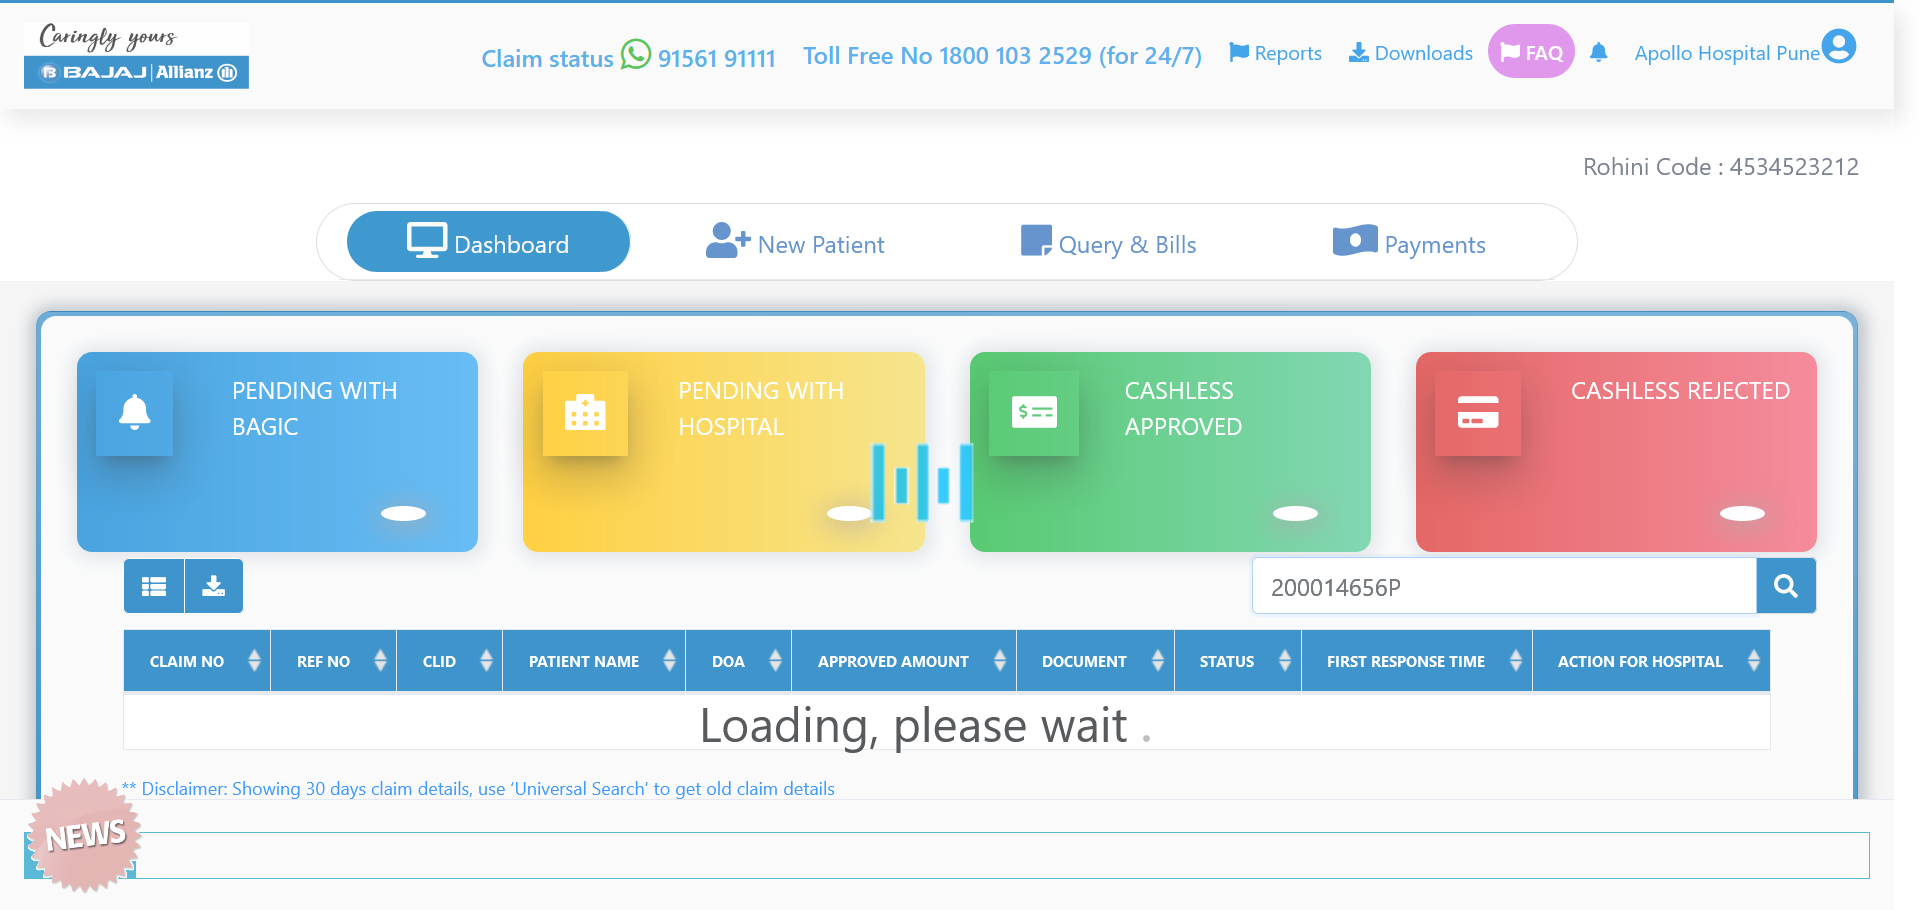 Caringly yours
BAJAJ | Allianz
Claim status 91561 91111
Toll Free No 1800 103 2529 (for 24/7)
Reports
Downloads
FAQ
Apollo Hospital Pune
Rohini Code : 4534523212
Dashboard
New Patient
Query & Bills
Payments
PENDING WITH
BAGIC
PENDING WITH
HOSPITAL
CASHLESS
APPROVED
CASHLESS REJECTED
200014656P
CLAIM NO
REF NO
CLID
PATIENT NAME
DOA
APPROVED AMOUNT
DOCUMENT
STATUS
FIRST RESPONSE TIME
ACTION FOR HOSPITAL
Loading, please wait .
** Disclaimer: Showing 30 days claim details, use ‘Universal Search’ to get old claim details
NEWS